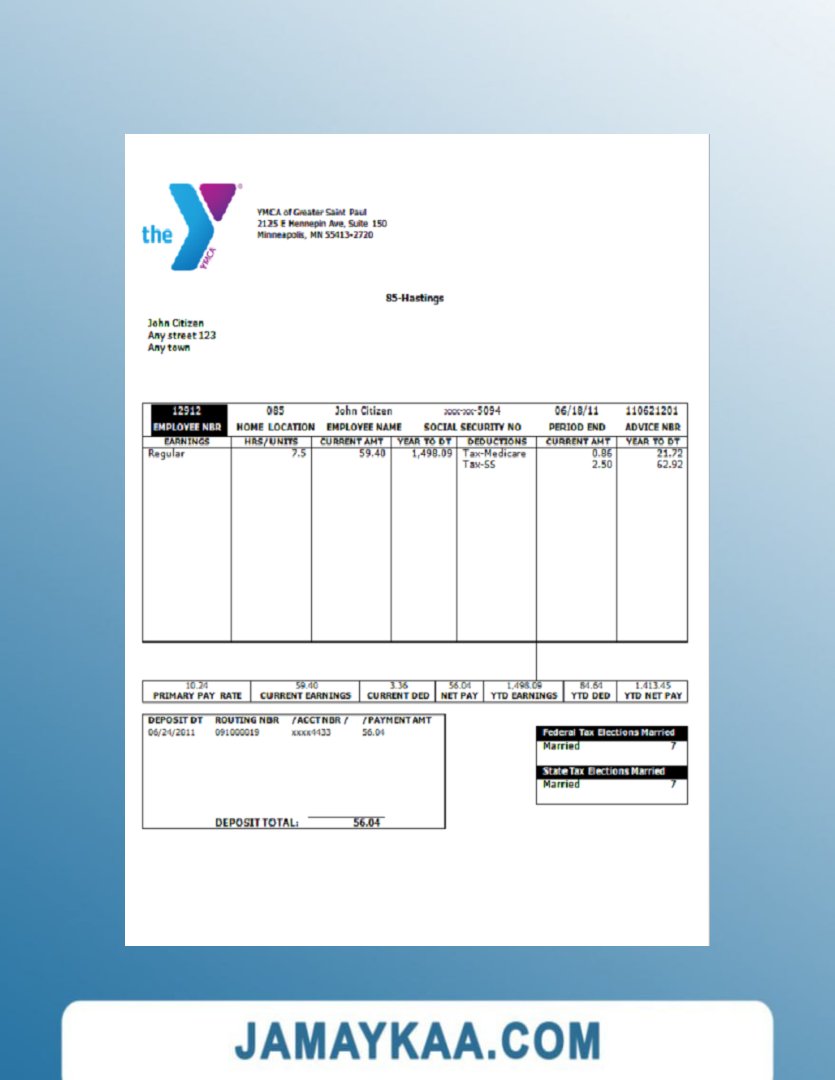 the
YMCA
®
YMCA of Greater Saint Paul
2125 E Hennepin Ave, Suite 150
Minneapolis, MN 55413-2720
85-Hastings
John Citizen
Any street 123
Any town
12912 085 John Citizen xxx-xx-5094 06/18/11 110621201
EMPLOYEE NBR HOME LOCATION EMPLOYEE NAME SOCIAL SECURITY NO PERIOD END ADVICE NBR
EARNINGS HRS/UNITS CURRENT AMT YEAR TO DT DEDUCTIONS CURRENT AMT YEAR TO DT
Regular 7.5 59.40 1,498.09 Tax-Medicare 0.86 21.72
Tax-SS 2.50 62.92
10.24 59.40 3.36 56.04 1,498.09 84.64 1,413.45
PRIMARY PAY RATE CURRENT EARNINGS CURRENT DED NET PAY YTD EARNINGS YTD DED YTD NET PAY
DEPOSIT DT ROUTING NBR /ACCT NBR / /PAYMENT AMT
06/24/2011 091000019 xxxx4433 56.04
DEPOSIT TOTAL: 56.04
Federal Tax Elections Married
Married 7
State Tax Elections Married
Married 7
JAMAYKAA.COM